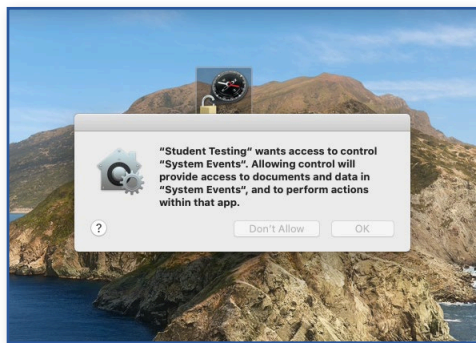 “Student Testing” wants access to control
“System Events”. Allowing control will
provide access to documents and data in
“System Events”, and to perform actions
within that app.
?
Don't Allow
OK